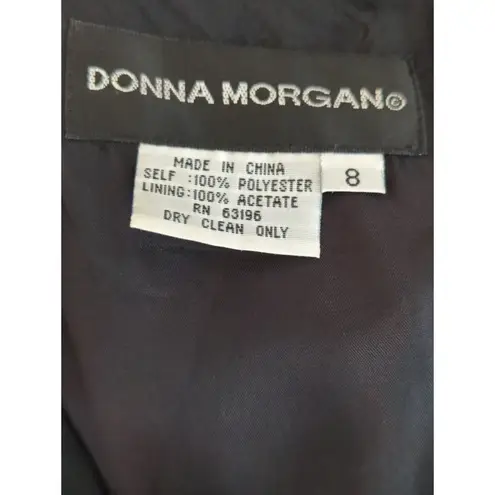 DONNA MORGAN©
MADE IN CHINA
SELF :100% POLYESTER
LINING:100% ACETATE
RN 63196
DRY CLEAN ONLY
8